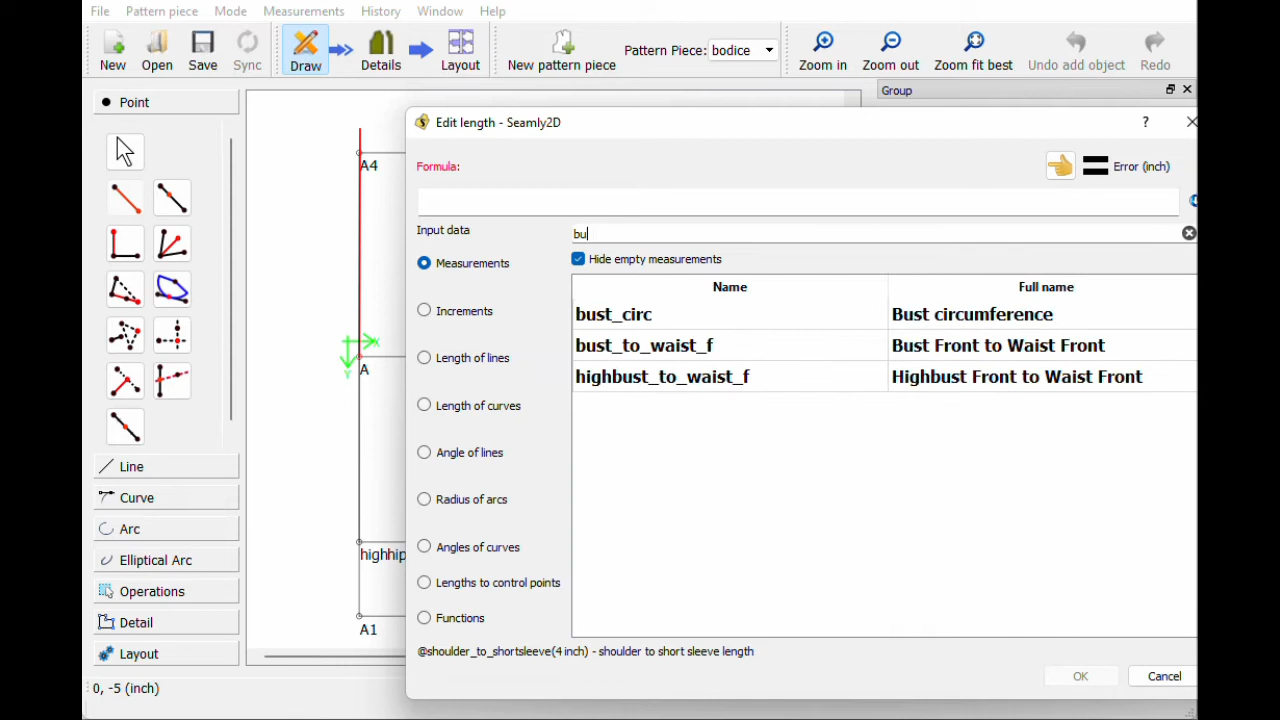 File Pattern piece Mode Measurements History Window Help
New Open Save Sync Draw Details Layout New pattern piece Pattern Piece: bodice Zoom in Zoom out Zoom fit best Undo add object Redo
Group
Point
Edit length - Seamly2D ?
A4
Formula: Error (inch)
Input data bu
Measurements Hide empty measurements
Name Full name
bust_circ Bust circumference
Increments
bust_to_waist_f Bust Front to Waist Front
X
Y
A
Length of lines
highbust_to_waist_f Highbust Front to Waist Front
Length of curves
Angle of lines
Line
Curve
Radius of arcs
Arc
Angles of curves
highhip
Elliptical Arc
Lengths to control points
Operations
Functions
Detail
A1
Layout
@shoulder_to_shortsleeve(4 inch) - shoulder to short sleeve length
OK Cancel
0, -5 (inch)